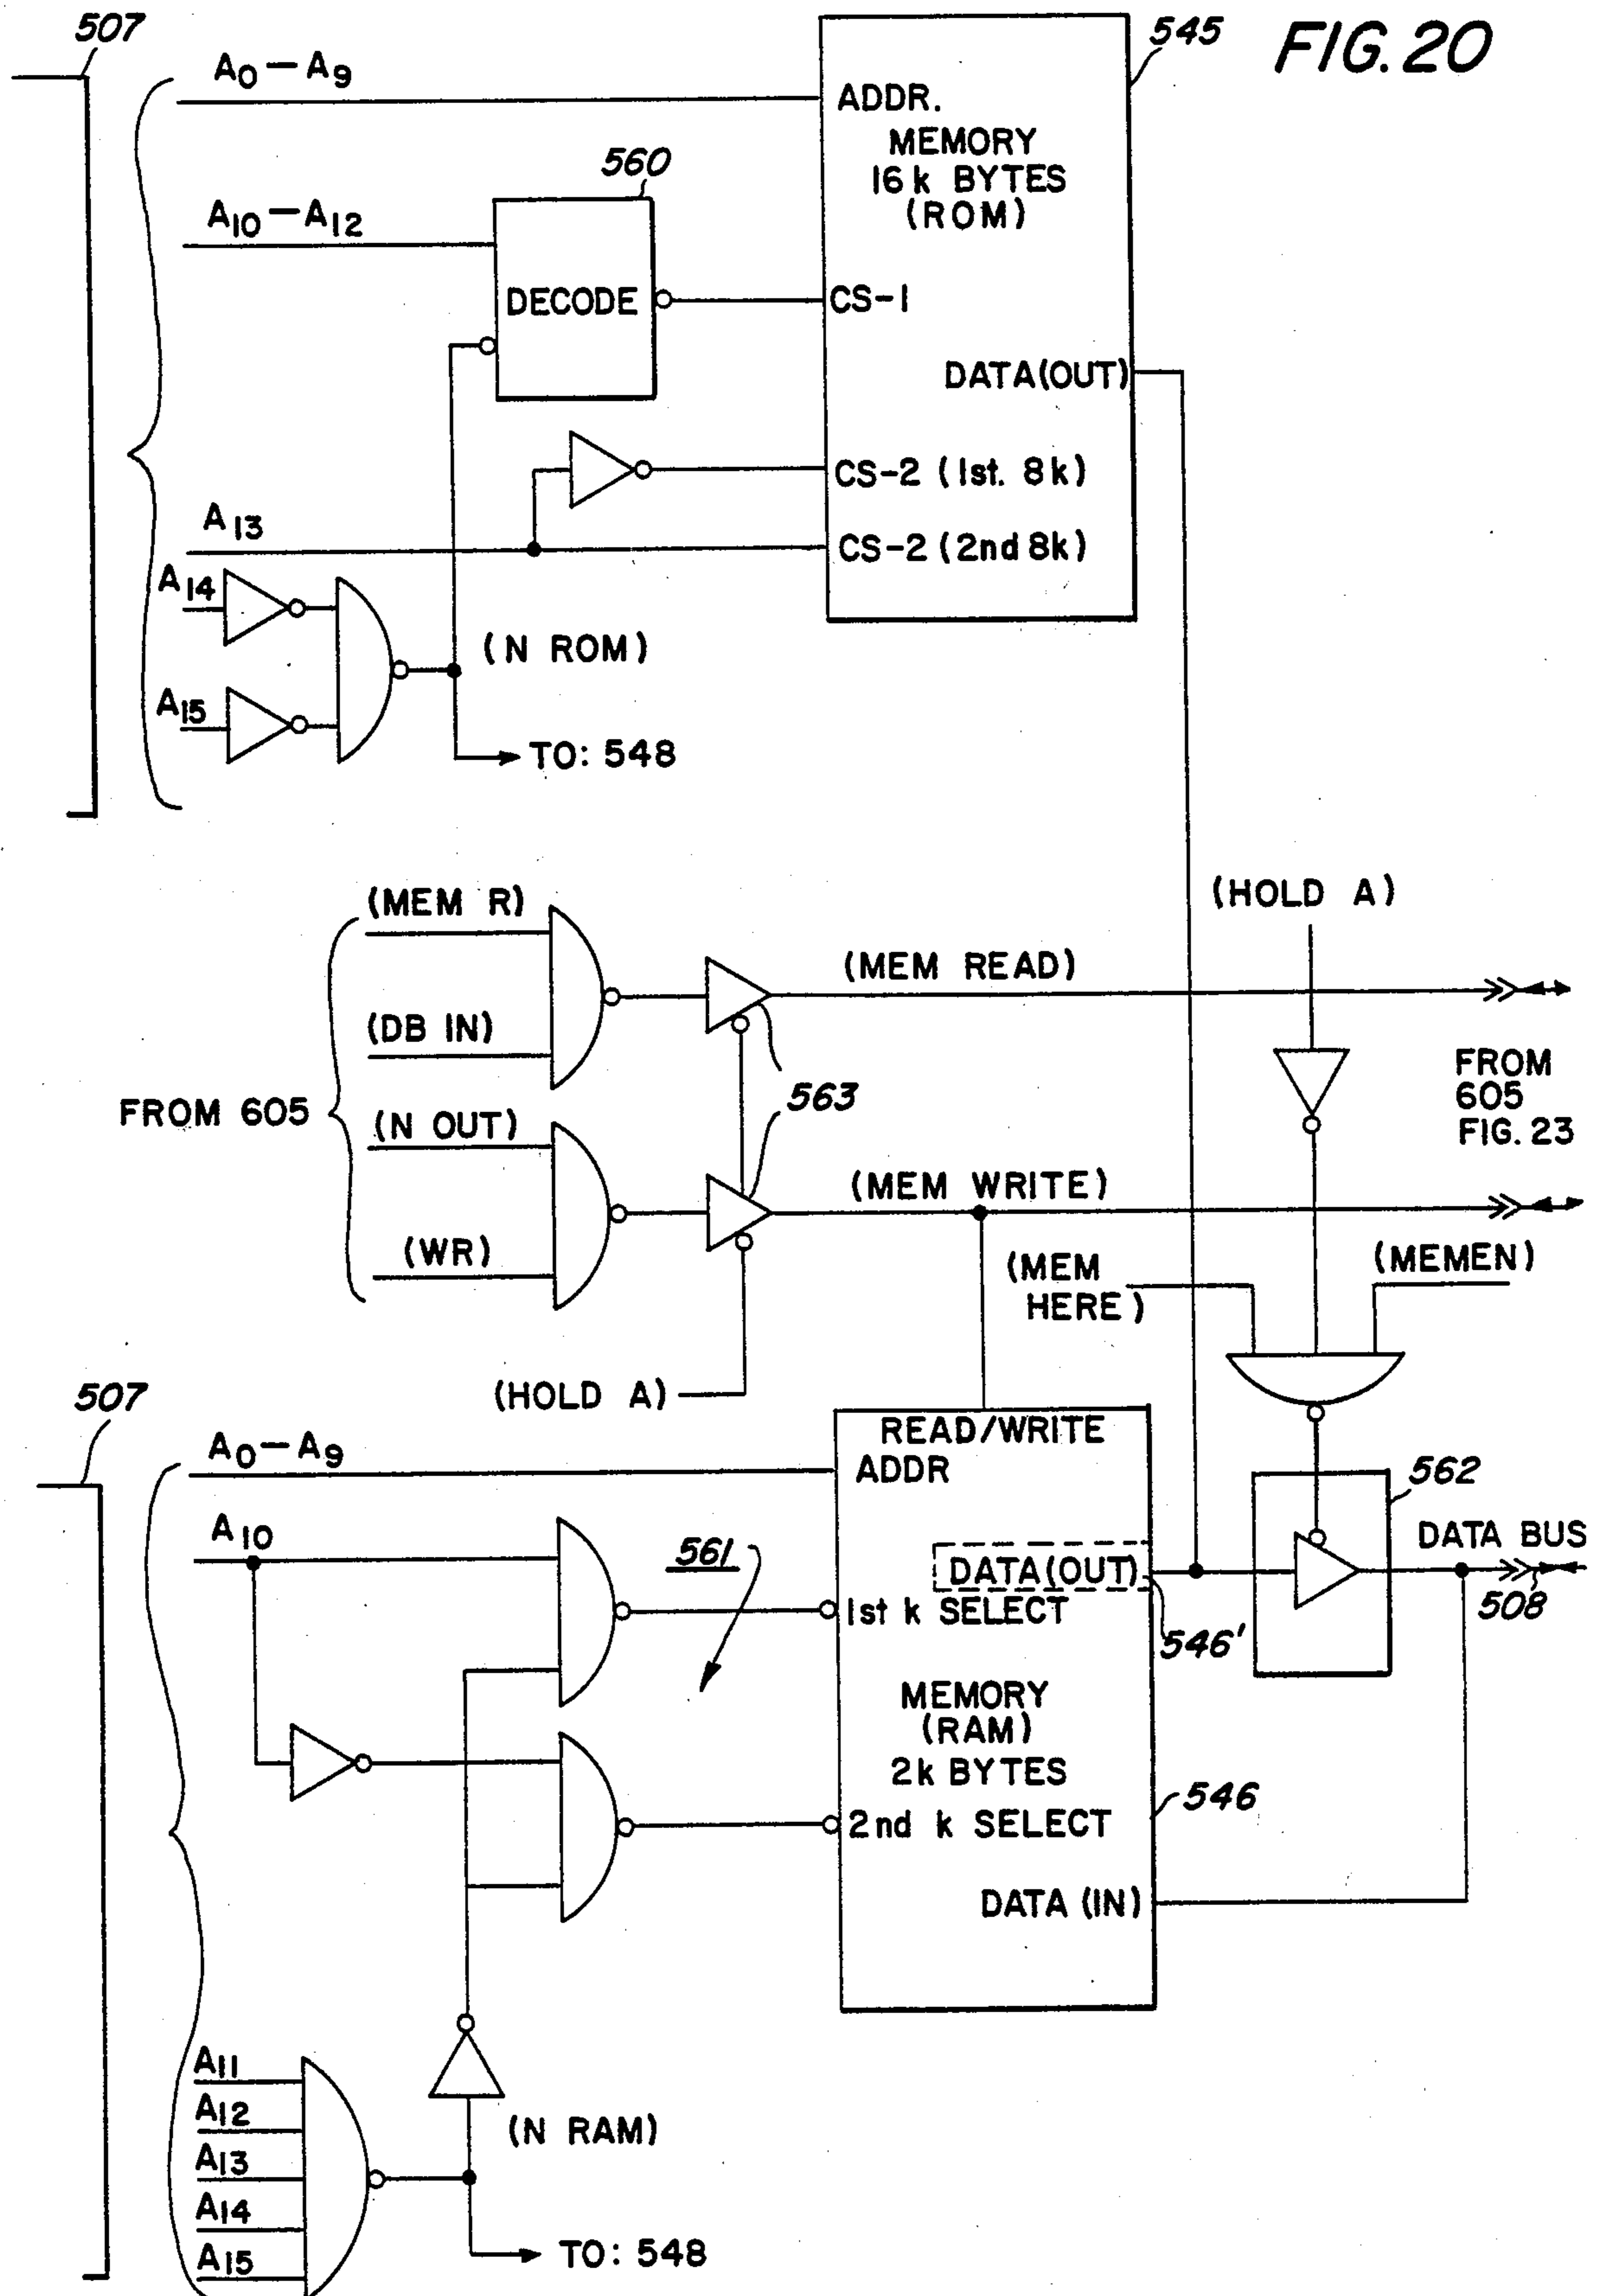 FIG. 20
507
545
A0–A9
ADDR.
MEMORY
16k BYTES
(ROM)
560
A10–A12
DECODE
CS-1
DATA(OUT)
CS-2 (1st. 8k)
A13
CS-2 (2nd 8k)
A14
(N ROM)
A15
TO: 548
(MEM R)
(HOLD A)
(MEM READ)
(DB IN)
563
FROM
605
FIG. 23
FROM 605
(N OUT)
(MEM WRITE)
(WR)
(MEM
HERE)
(MEMEN)
(HOLD A)
507
READ/WRITE
A0–A9
ADDR
562
A10
561
DATA(OUT)
DATA BUS
508
1st k SELECT
546'
MEMORY
(RAM)
2k BYTES
546
2nd k SELECT
DATA (IN)
A11
A12
(N RAM)
A13
A14
A15
TO: 548